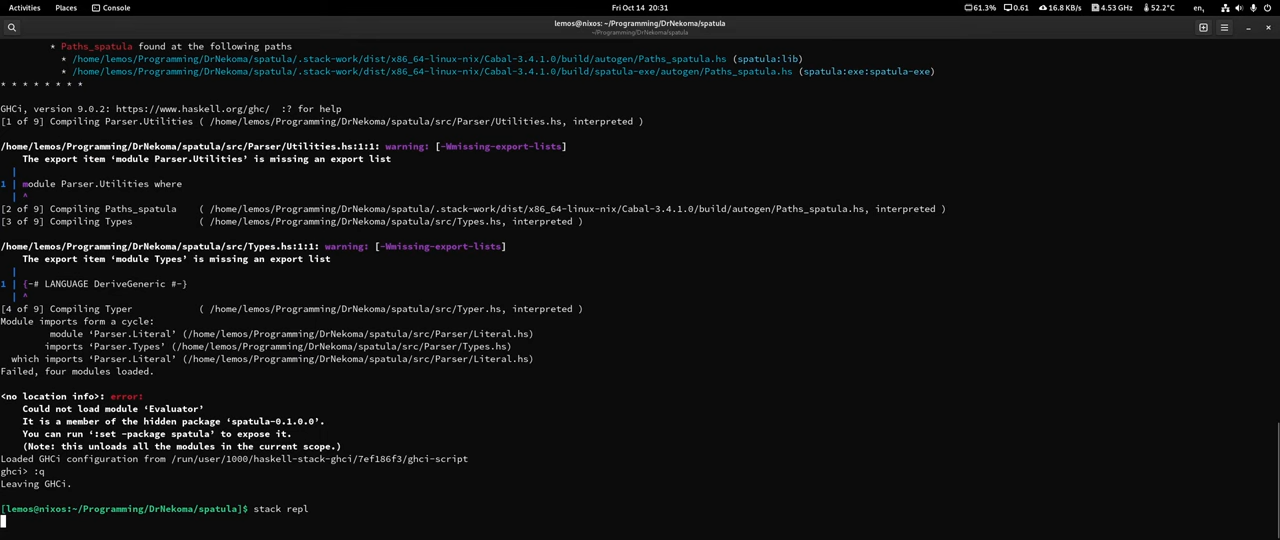 Activities Places Console Fri Oct 14 20:31 61.3% 0.61 16.8 KB/s 4.53 GHz 52.2°C en₁
lemos@nixos: ~/Programming/DrNekoma/spatula
~/Programming/DrNekoma/spatula
* Paths_spatula found at the following paths
* /home/lemos/Programming/DrNekoma/spatula/.stack-work/dist/x86_64-linux-nix/Cabal-3.4.1.0/build/autogen/Paths_spatula.hs (spatula:lib)
* /home/lemos/Programming/DrNekoma/spatula/.stack-work/dist/x86_64-linux-nix/Cabal-3.4.1.0/build/spatula-exe/autogen/Paths_spatula.hs (spatula:exe:spatula-exe)
* * * * * * * *
GHCi, version 9.0.2: https://www.haskell.org/ghc/ :? for help
[1 of 9] Compiling Parser.Utilities ( /home/lemos/Programming/DrNekoma/spatula/src/Parser/Utilities.hs, interpreted )
/home/lemos/Programming/DrNekoma/spatula/src/Parser/Utilities.hs:1:1: warning: [-Wmissing-export-lists]
The export item ‘module Parser.Utilities’ is missing an export list
|
1 | module Parser.Utilities where
| ^
[2 of 9] Compiling Paths_spatula ( /home/lemos/Programming/DrNekoma/spatula/.stack-work/dist/x86_64-linux-nix/Cabal-3.4.1.0/build/autogen/Paths_spatula.hs, interpreted )
[3 of 9] Compiling Types ( /home/lemos/Programming/DrNekoma/spatula/src/Types.hs, interpreted )
/home/lemos/Programming/DrNekoma/spatula/src/Types.hs:1:1: warning: [-Wmissing-export-lists]
The export item ‘module Types’ is missing an export list
|
1 | {-# LANGUAGE DeriveGeneric #-}
| ^
[4 of 9] Compiling Typer ( /home/lemos/Programming/DrNekoma/spatula/src/Typer.hs, interpreted )
Module imports form a cycle:
module ‘Parser.Literal’ (/home/lemos/Programming/DrNekoma/spatula/src/Parser/Literal.hs)
imports ‘Parser.Types’ (/home/lemos/Programming/DrNekoma/spatula/src/Parser/Types.hs)
which imports ‘Parser.Literal’ (/home/lemos/Programming/DrNekoma/spatula/src/Parser/Literal.hs)
Failed, four modules loaded.
<no location info>: error:
Could not load module ‘Evaluator’
It is a member of the hidden package ‘spatula-0.1.0.0’.
You can run ‘:set -package spatula’ to expose it.
(Note: this unloads all the modules in the current scope.)
Loaded GHCi configuration from /run/user/1000/haskell-stack-ghci/7ef186f3/ghci-script
ghci> :q
Leaving GHCi.
[lemos@nixos:~/Programming/DrNekoma/spatula]$ stack repl